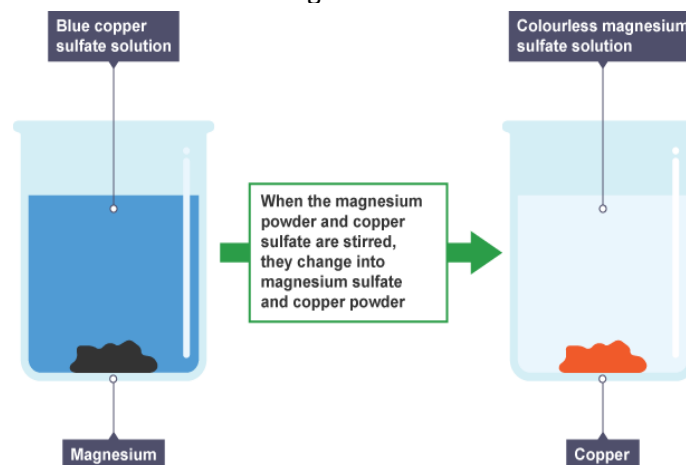 Blue copper
sulfate solution
Colourless magnesium
sulfate solution
When the magnesium
powder and copper
sulfate are stirred,
they change into
magnesium sulfate
and copper powder
Magnesium
Copper